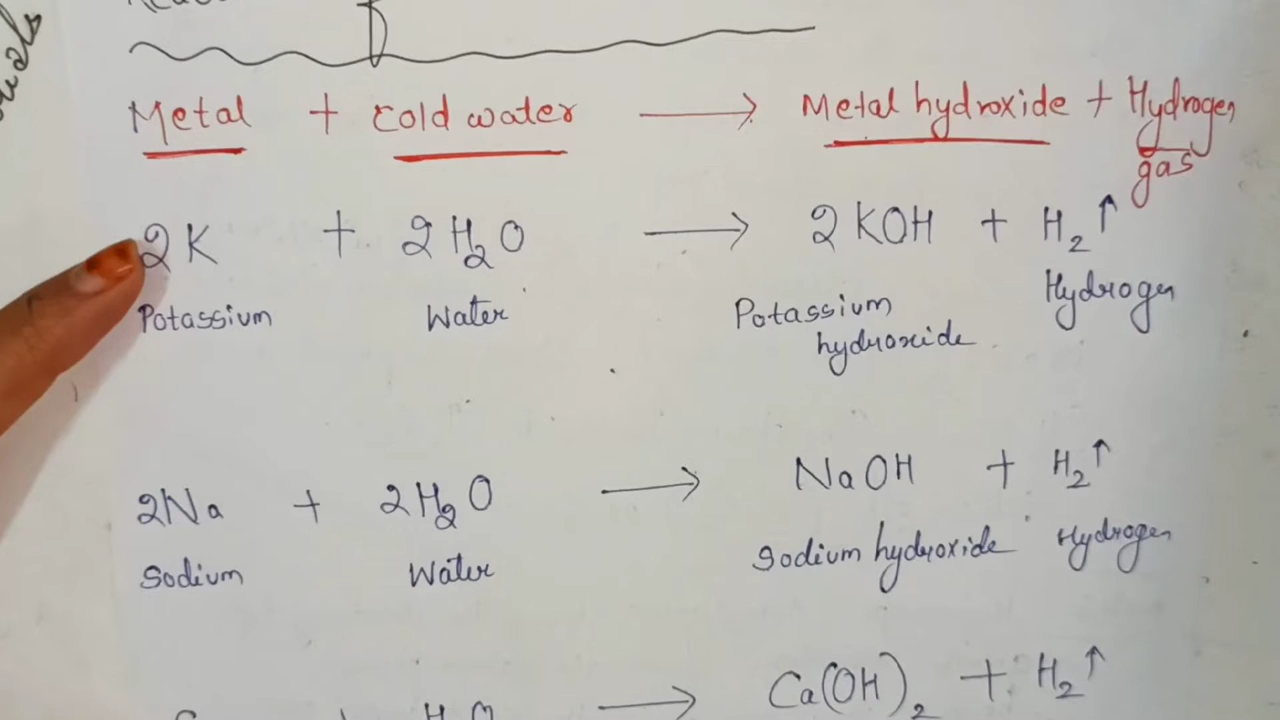 Metal + cold water → Metal hydroxide + Hydrogen gas
2K + 2H₂O → 2KOH + H₂↑
Potassium Water Potassium hydroxide Hydrogen
2Na + 2H₂O → NaOH + H₂↑
Sodium Water Sodium hydroxide Hydrogen
+ H₂O → Ca(OH)₂ + H₂↑